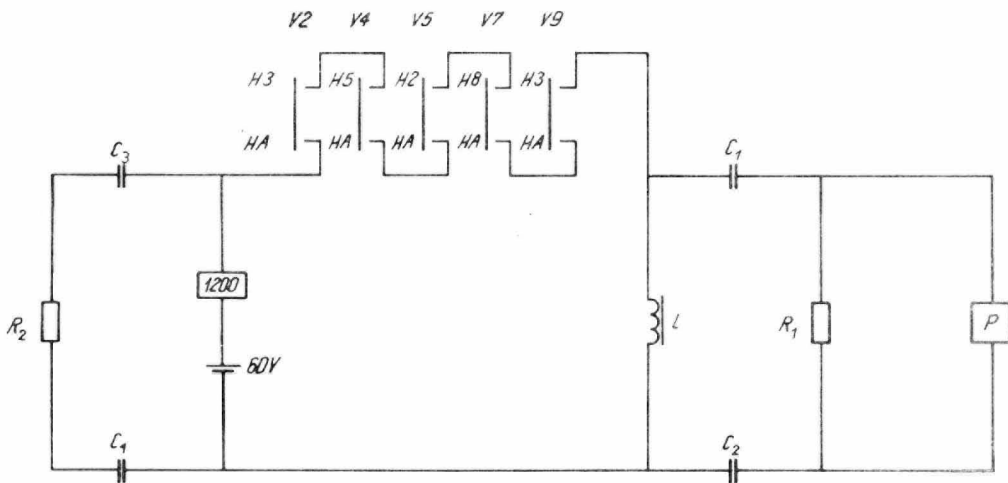 V2 V4 V5 V7 V9
H3 H5 H2 H8 H3
HA HA HA HA HA
C3 C1
1200
R2 L R1 P
60V
C4 C2